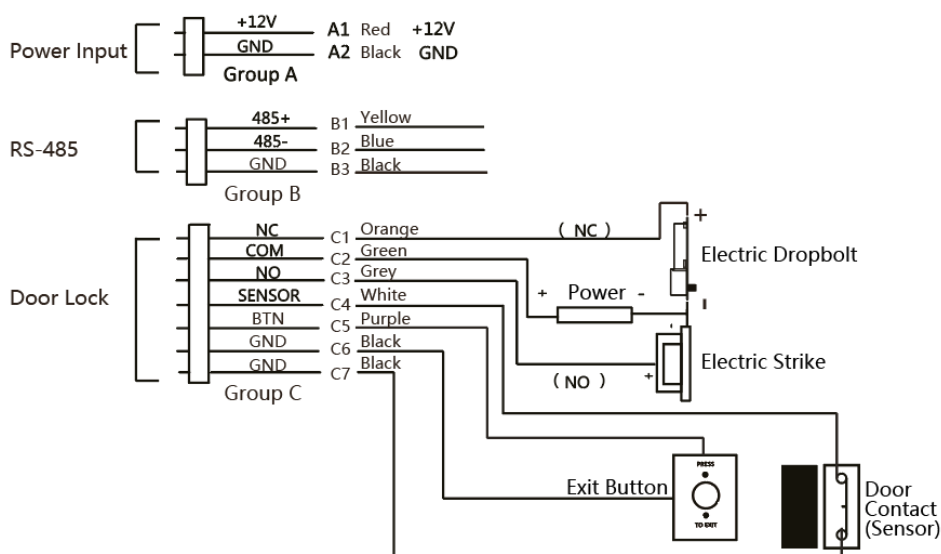 Power Input
+12V
GND
Group A
A1 Red +12V
A2 Black GND
RS-485
485+
485-
GND
Group B
B1 Yellow
B2 Blue
B3 Black
Door Lock
NC
COM
NO
SENSOR
BTN
GND
GND
Group C
C1 Orange
C2 Green
C3 Grey
C4 White
C5 Purple
C6 Black
C7 Black
( NC )
+
-
Electric Dropbolt
+ Power -
-
+
( NO )
Electric Strike
Exit Button
PRESS
TO EXIT
Door
Contact
(Sensor)